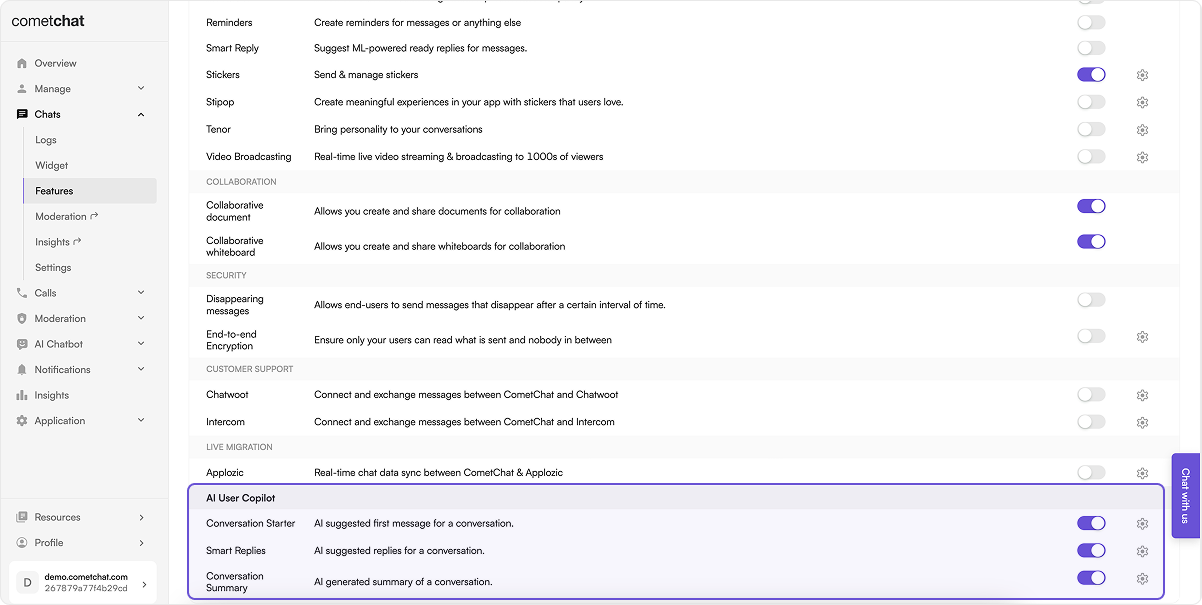 cometchat
Overview
Manage
Chats
Logs
Widget
Features
Moderation
Insights
Settings
Calls
Moderation
AI Chatbot
Notifications
Insights
Application
Resources
Profile
D
demo.cometchat.com
267879a77f4b29cd
Reminders Create reminders for messages or anything else
Smart Reply Suggest ML-powered ready replies for messages.
Stickers Send & manage stickers
Stipop Create meaningful experiences in your app with stickers that users love.
Tenor Bring personality to your conversations
Video Broadcasting Real-time live video streaming & broadcasting to 1000s of viewers
COLLABORATION
Collaborative
document
Allows you create and share documents for collaboration
Collaborative
whiteboard
Allows you create and share whiteboards for collaboration
SECURITY
Disappearing
messages
Allows end-users to send messages that disappear after a certain interval of time.
End-to-end
Encryption
Ensure only your users can read what is sent and nobody in between
CUSTOMER SUPPORT
Chatwoot Connect and exchange messages between CometChat and Chatwoot
Intercom Connect and exchange messages between CometChat and Intercom
LIVE MIGRATION
Applozic Real-time chat data sync between CometChat & Applozic
AI User Copilot
Conversation Starter AI suggested first message for a conversation.
Smart Replies AI suggested replies for a conversation.
Conversation
Summary
AI generated summary of a conversation.
Chat with us